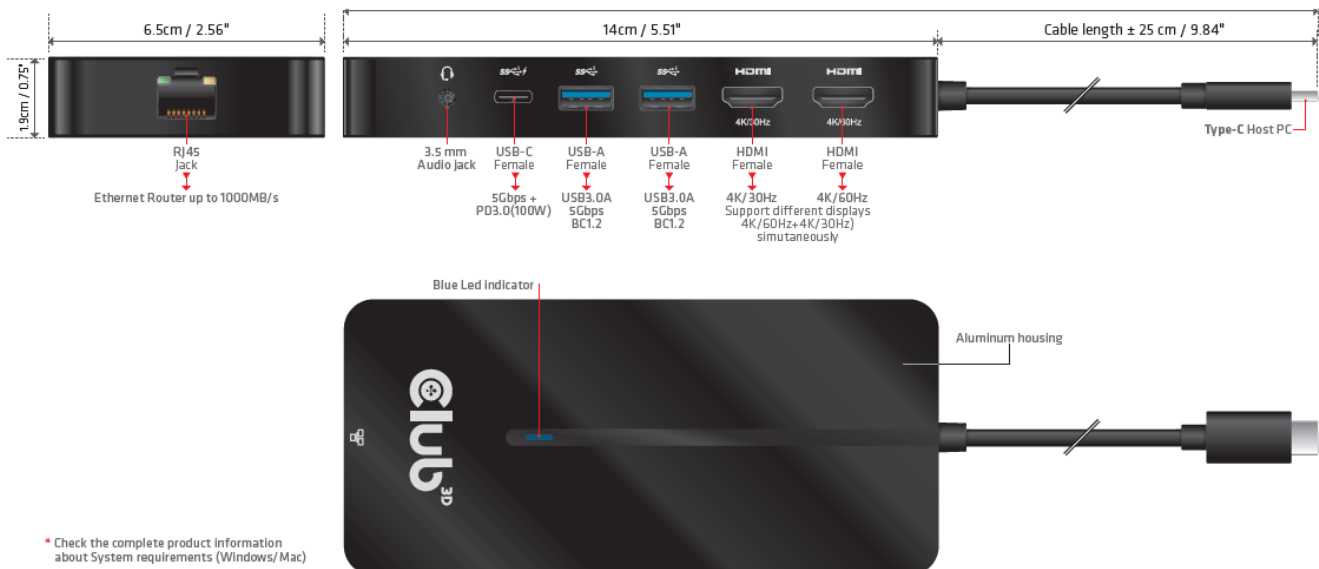 6.5cm / 2.56"
14cm / 5.51"
Cable length ± 25 cm / 9.84"
1.9cm / 0.75"
HDMI
HDMI
4K/30Hz
4K/60Hz
Type-C Host PC
RJ45
Jack
Ethernet Router up to 1000MB/s
3.5 mm
Audio jack
USB-C
Female
5Gbps +
PD3.0(100W)
USB-A
Female
USB3.0A
5Gbps
BC1.2
USB-A
Female
USB3.0A
5Gbps
BC1.2
HDMI
Female
4K/30Hz
HDMI
Female
4K/60Hz
Support different displays
4K/60Hz+4K/30Hz)
simutaneously
Blue Led indicator
Aluminum housing
Club 3D
* Check the complete product information
about System requirements (Windows/Mac)